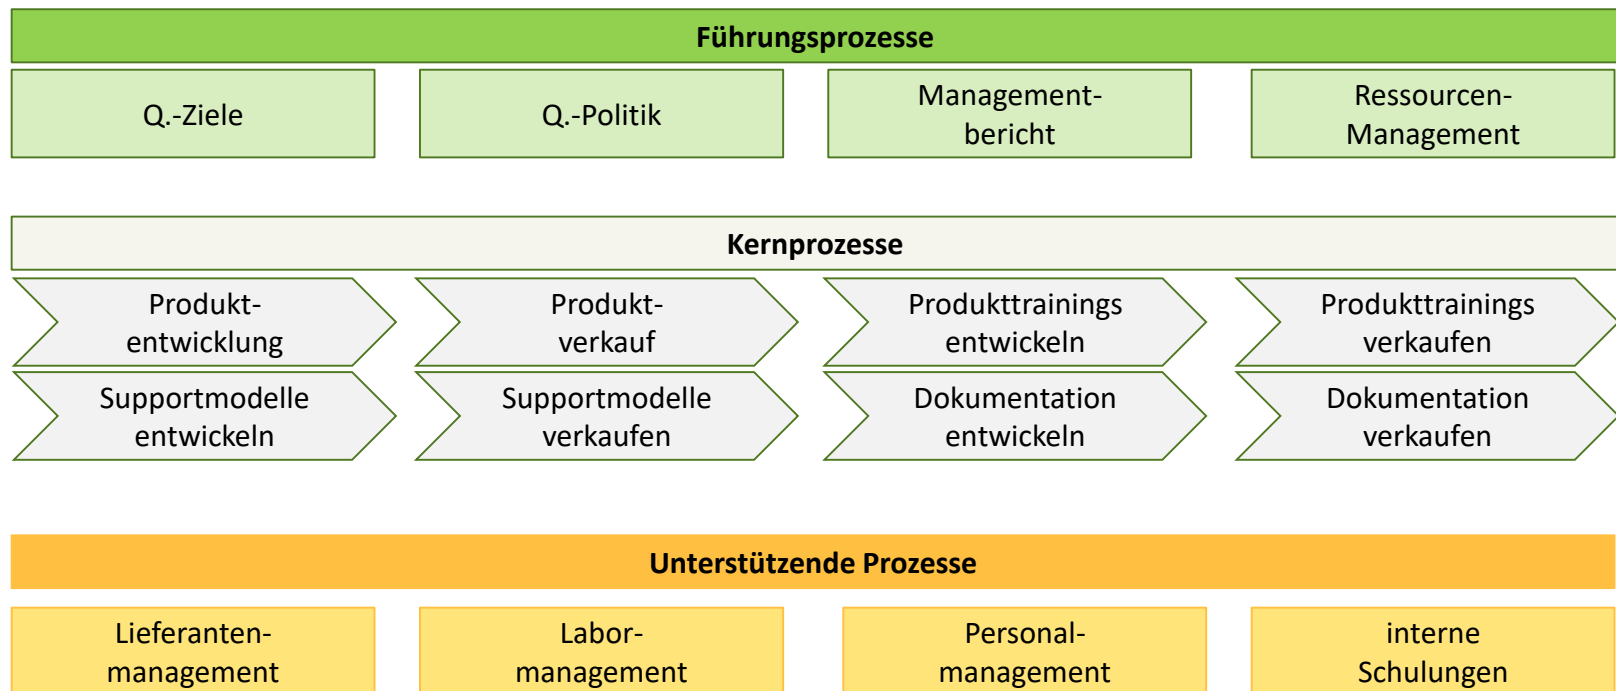 Führungsprozesse
Q.-Ziele
Q.-Politik
Management-
bericht
Ressourcen-
Management
Kernprozesse
Produkt-
entwicklung
Produkt-
verkauf
Produkttrainings
entwickeln
Produkttrainings
verkaufen
Supportmodelle
entwickeln
Supportmodelle
verkaufen
Dokumentation
entwickeln
Dokumentation
verkaufen
Unterstützende Prozesse
Lieferanten-
management
Labor-
management
Personal-
management
interne
Schulungen